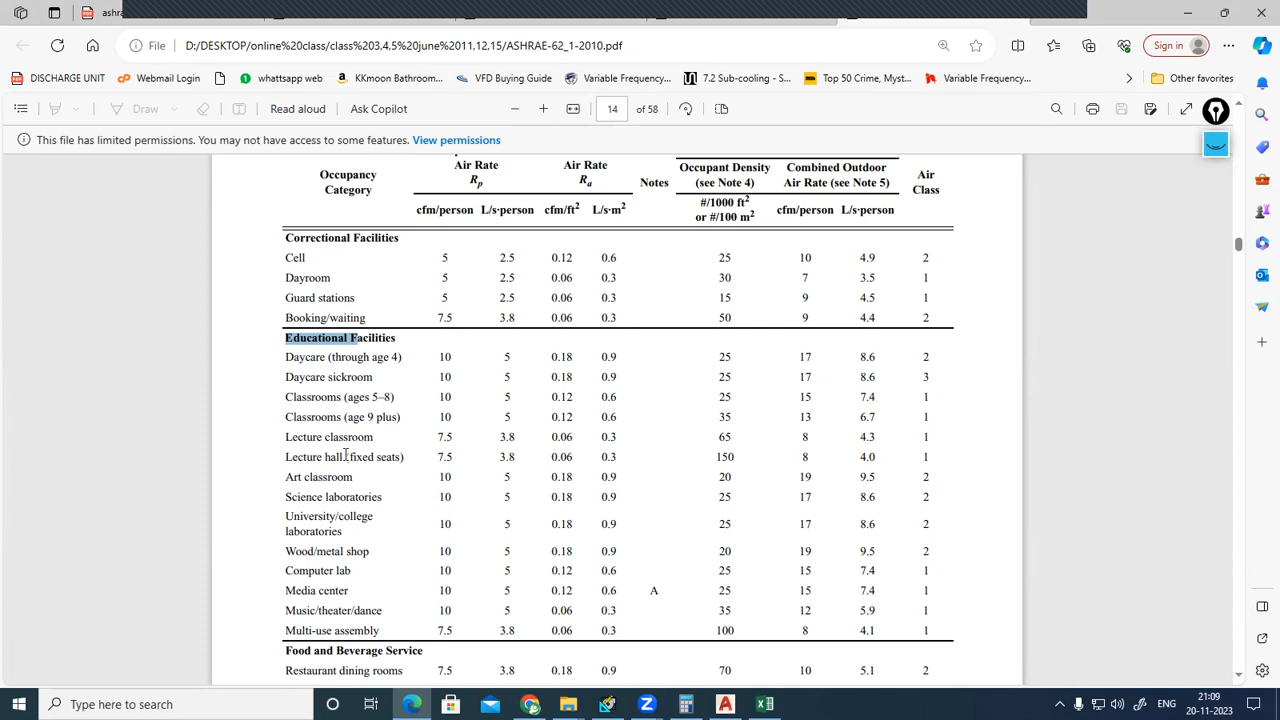 ashra
File D:/DESKTOP/online%20class/class%203,4,5%20june%2011,12,15/ASHRAE-62_1-2010.pdf Sign in
DISCHARGE UNIT Webmail Login whattsapp web KKmoon Bathroom... VFD Buying Guide Variable Frequency... 7.2 Sub-cooling - S... Top 50 Crime, Myst... Variable Frequency... Other favorites
Draw Read aloud Ask Copilot 14 of 58
This file has limited permissions. You may not have access to some features. View permissions
Occupancy Category Air Rate Rp Air Rate Ra Notes Occupant Density (see Note 4) Combined Outdoor Air Rate (see Note 5) Air Class
cfm/person L/s·person cfm/ft2 L/s·m2 #/1000 ft2 or #/100 m2 cfm/person L/s·person
Correctional Facilities
Cell 5 2.5 0.12 0.6 25 10 4.9 2
Dayroom 5 2.5 0.06 0.3 30 7 3.5 1
Guard stations 5 2.5 0.06 0.3 15 9 4.5 1
Booking/waiting 7.5 3.8 0.06 0.3 50 9 4.4 2
Educational Facilities
Daycare (through age 4) 10 5 0.18 0.9 25 17 8.6 2
Daycare sickroom 10 5 0.18 0.9 25 17 8.6 3
Classrooms (ages 5–8) 10 5 0.12 0.6 25 15 7.4 1
Classrooms (age 9 plus) 10 5 0.12 0.6 35 13 6.7 1
Lecture classroom 7.5 3.8 0.06 0.3 65 8 4.3 1
Lecture hall (fixed seats) 7.5 3.8 0.06 0.3 150 8 4.0 1
Art classroom 10 5 0.18 0.9 20 19 9.5 2
Science laboratories 10 5 0.18 0.9 25 17 8.6 2
University/college
laboratories 10 5 0.18 0.9 25 17 8.6 2
Wood/metal shop 10 5 0.18 0.9 20 19 9.5 2
Computer lab 10 5 0.12 0.6 25 15 7.4 1
Media center 10 5 0.12 0.6 A 25 15 7.4 1
Music/theater/dance 10 5 0.06 0.3 35 12 5.9 1
Multi-use assembly 7.5 3.8 0.06 0.3 100 8 4.1 1
Food and Beverage Service
Restaurant dining rooms 7.5 3.8 0.18 0.9 70 10 5.1 2
Type here to search ENG 21:09
20-11-2023